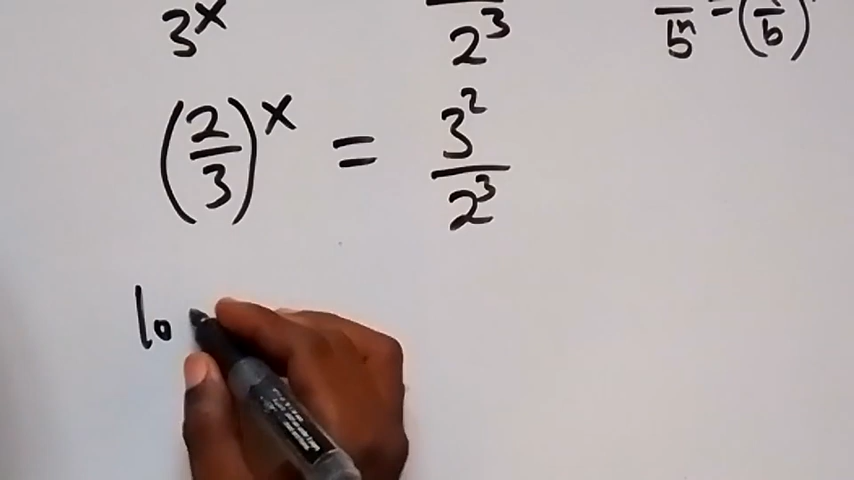 3^x / 2^3
b^n = (/b)
(2/3)^x = 3^2/2^3
lo